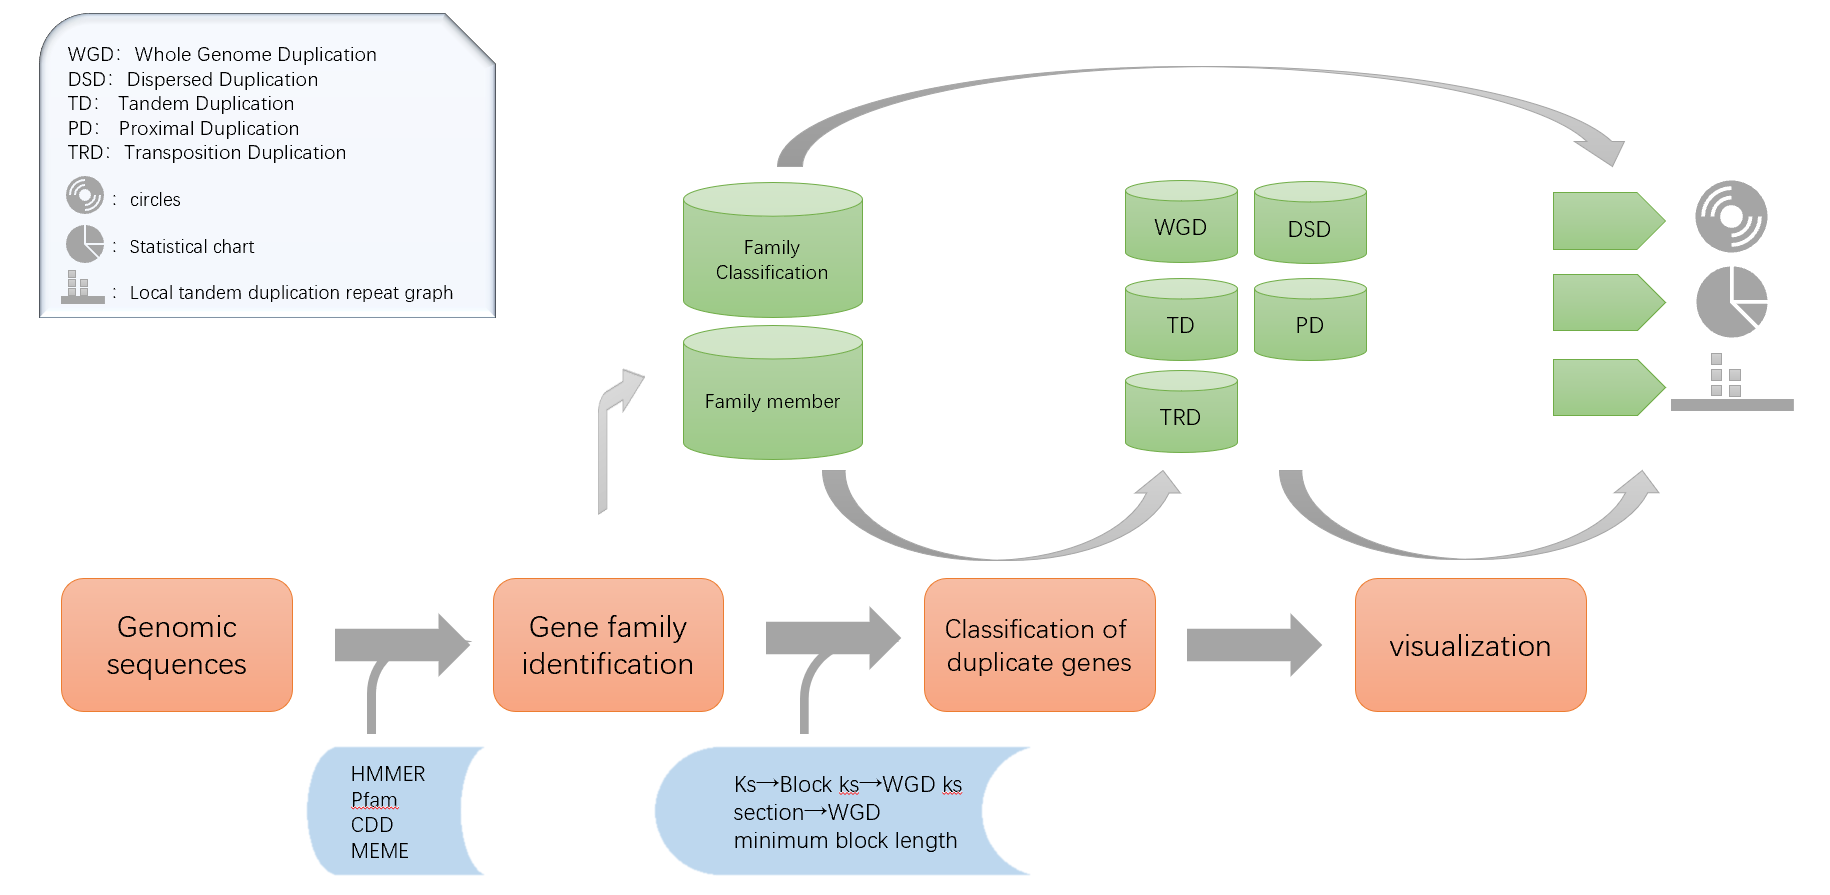 WGD: Whole Genome Duplication
DSD: Dispersed Duplication
TD: Tandem Duplication
PD: Proximal Duplication
TRD: Transposition Duplication
: circles
: Statistical chart
: Local tandem duplication repeat graph
Family
Classification
Family member
WGD
DSD
TD
PD
TRD
Genomic
sequences
Gene family
identification
Classification of
duplicate genes
visualization
HMMER
Pfam
CDD
MEME
Ks→Block ks→WGD ks
section→WGD
minimum block length